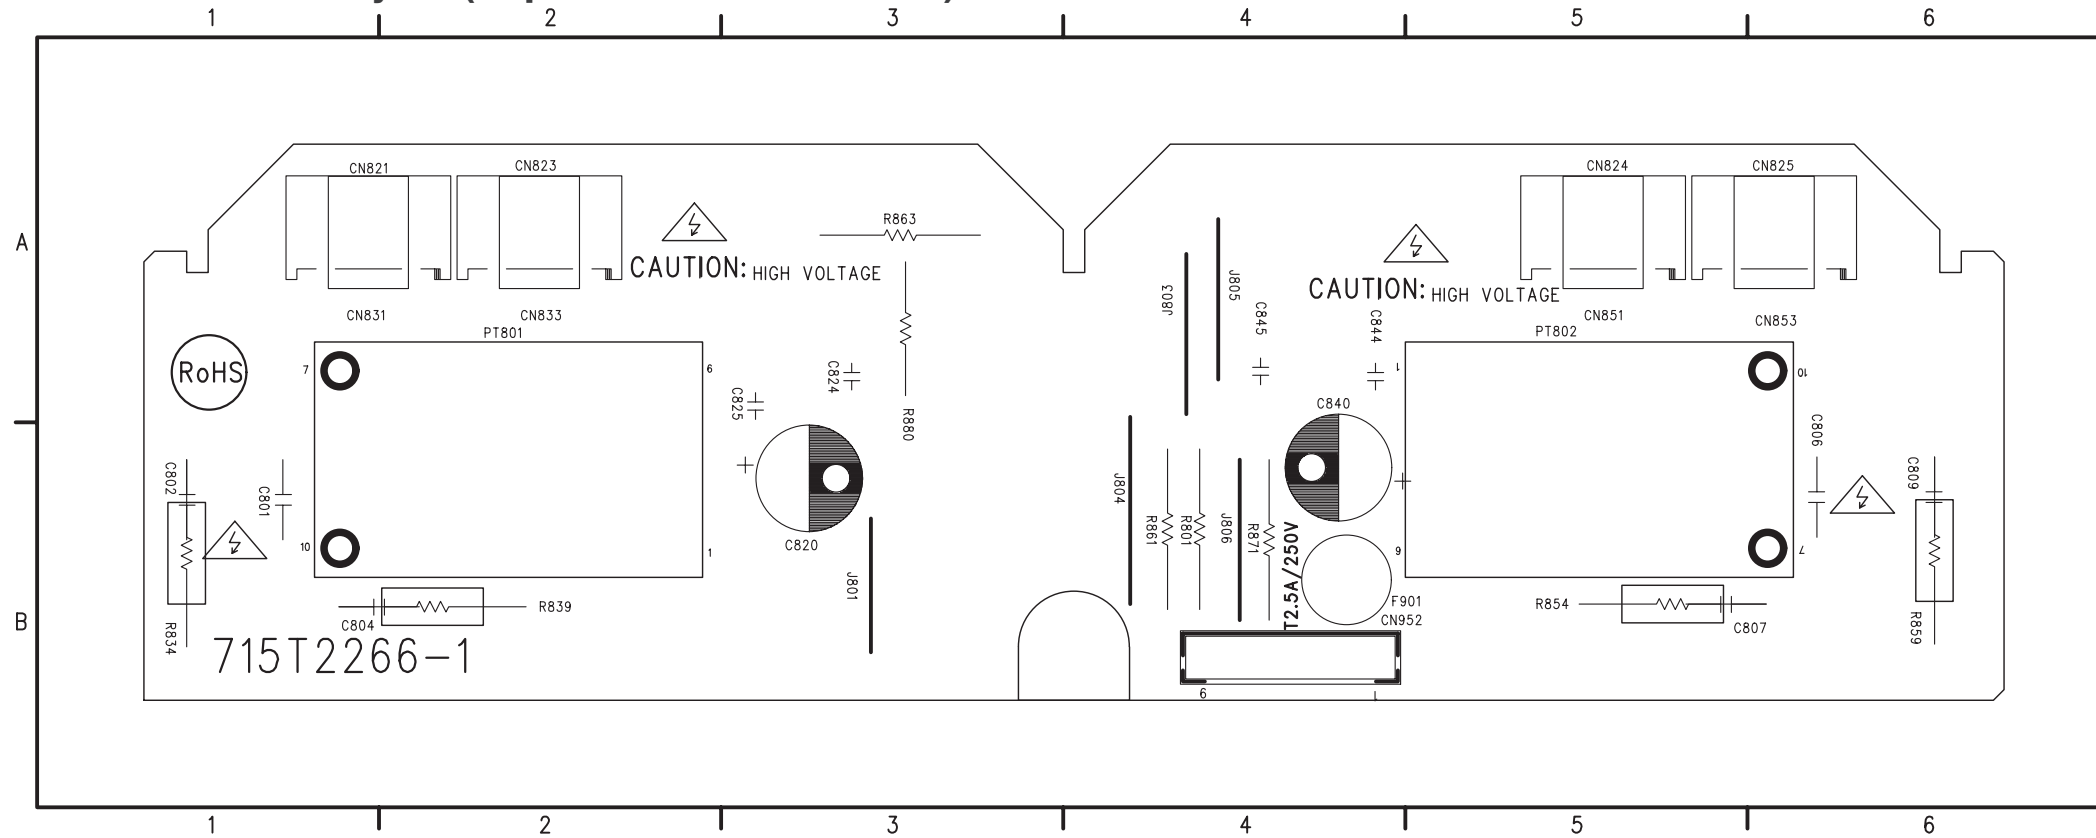 1 2 3 4 5 6
CN821
CN823
CN824
CN825
R863
A
CAUTION: HIGH VOLTAGE
J805
J803
CAUTION: HIGH VOLTAGE
CN831
CN833
CN851
CN853
PT801
PT802
C845
C844
RoHS
7
6
C824
1
10
C825
C840
R880
C806
C802
C801
C809
J804
R861
R801
J806
R871
T2.5A/250V
10
1
C820
6
7
J801
R839
F901
R854
B
C804
CN952
C807
R834
R859
715T2266-1
6
1
1 2 3 4 5 6